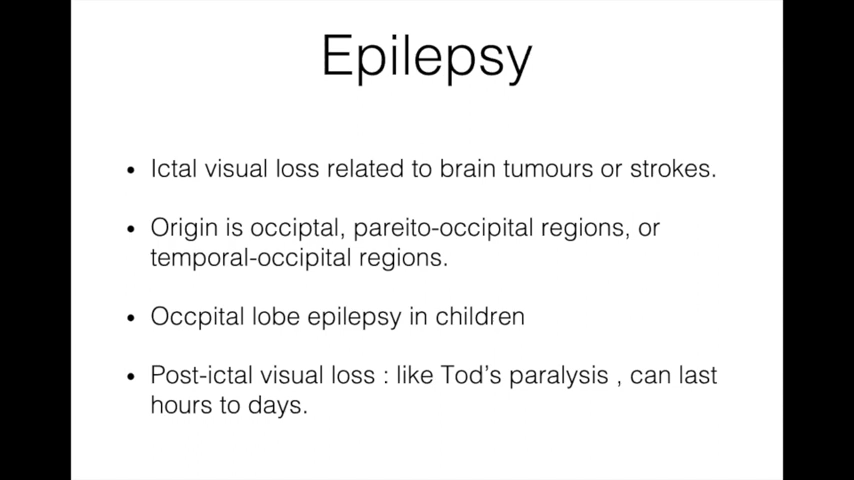 Epilepsy
• Ictal visual loss related to brain tumours or strokes.
• Origin is occiptal, pareito-occipital regions, or
temporal-occipital regions.
• Occpital lobe epilepsy in children
• Post-ictal visual loss : like Tod's paralysis , can last
hours to days.